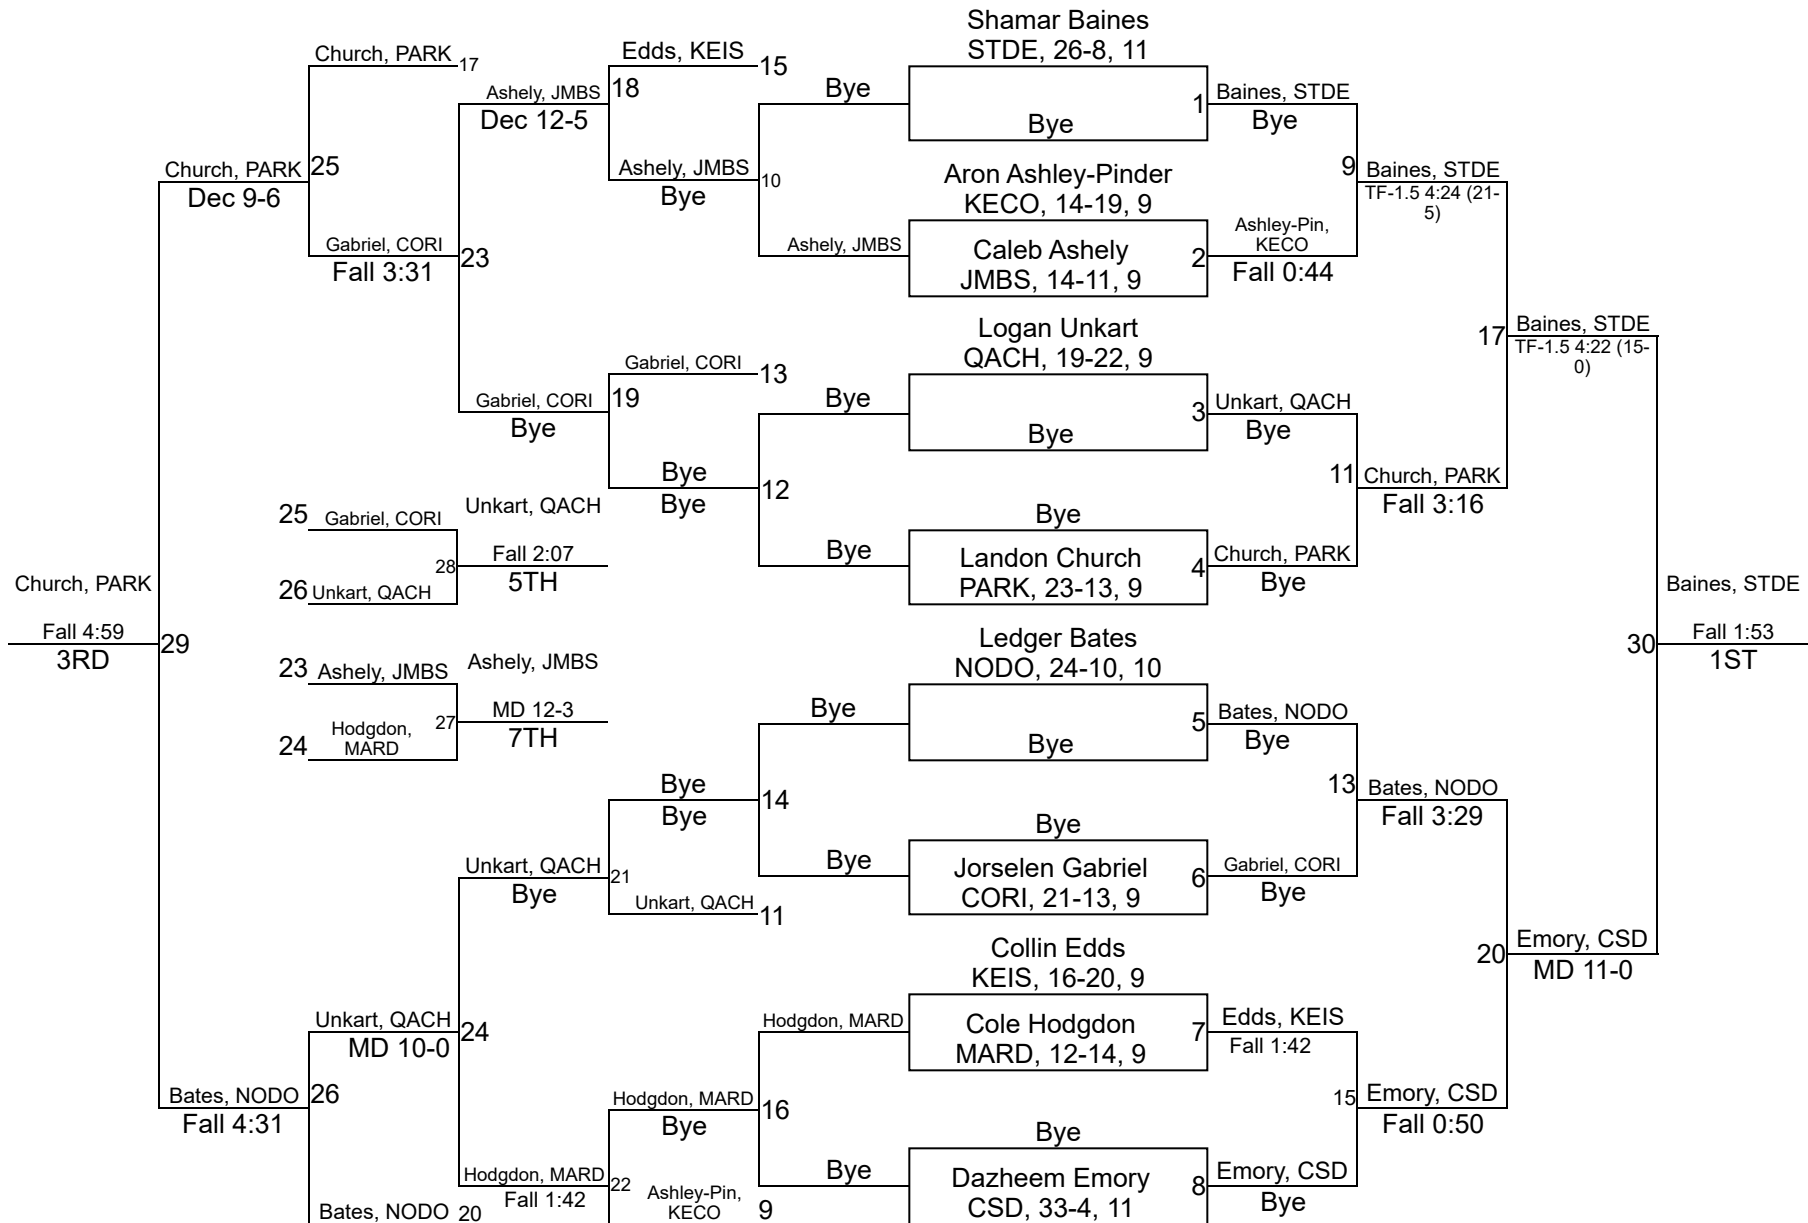 Shamar Baines
STDE, 26-8, 11
Church, PARK 17
Edds, KEIS 15
Ashely, JMBS 18
Dec 12-5
Bye
1 Baines, STDE
Bye
Bye
Church, PARK 25
Dec 9-6
Ashely, JMBS 10
Bye
Aron Ashley-Pinder
KECO, 14-19, 9
9 Baines, STDE
TF-1.5 4:24 (21-
5)
Gabriel, CORI 23
Fall 3:31
Ashely, JMBS
Caleb Ashely
JMBS, 14-11, 9
2
Ashley-Pin,
KECO
Fall 0:44
Logan Unkart
QACH, 19-22, 9
17 Baines, STDE
TF-1.5 4:22 (15-
0)
Gabriel, CORI 13
Gabriel, CORI 19
Bye
Bye
3 Unkart, QACH
Bye
Bye
Bye
Bye
12
11 Church, PARK
Fall 3:16
25 Gabriel, CORI
Unkart, QACH
Bye
28
Fall 2:07
5TH
26 Unkart, QACH
Bye
Landon Church
PARK, 23-13, 9
4 Church, PARK
Bye
Church, PARK
Fall 4:59
3RD
29
Baines, STDE
30
Fall 1:53
1ST
Ledger Bates
NODO, 24-10, 10
23 Ashely, JMBS
Ashely, JMBS
27
MD 12-3
7TH
24
Hodgdon,
MARD
Bye
5 Bates, NODO
Bye
Bye
Bye
Bye
14
13 Bates, NODO
Fall 3:29
Bye
Unkart, QACH 21
Bye
Bye
Jorselen Gabriel
CORI, 21-13, 9
6 Gabriel, CORI
Bye
Unkart, QACH 11
Collin Edds
KEIS, 16-20, 9
20 Emory, CSD
MD 11-0
Unkart, QACH 24
MD 10-0
Hodgdon, MARD
Cole Hodgdon
MARD, 12-14, 9
7 Edds, KEIS
Fall 1:42
Bates, NODO 26
Fall 4:31
Hodgdon, MARD 16
Bye
15 Emory, CSD
Fall 0:50
Bye
Hodgdon, MARD 22
Fall 1:42
Bye
Dazheem Emory
CSD, 33-4, 11
8 Emory, CSD
Bye
Bates, NODO 20
Ashley-Pin,
KECO
9